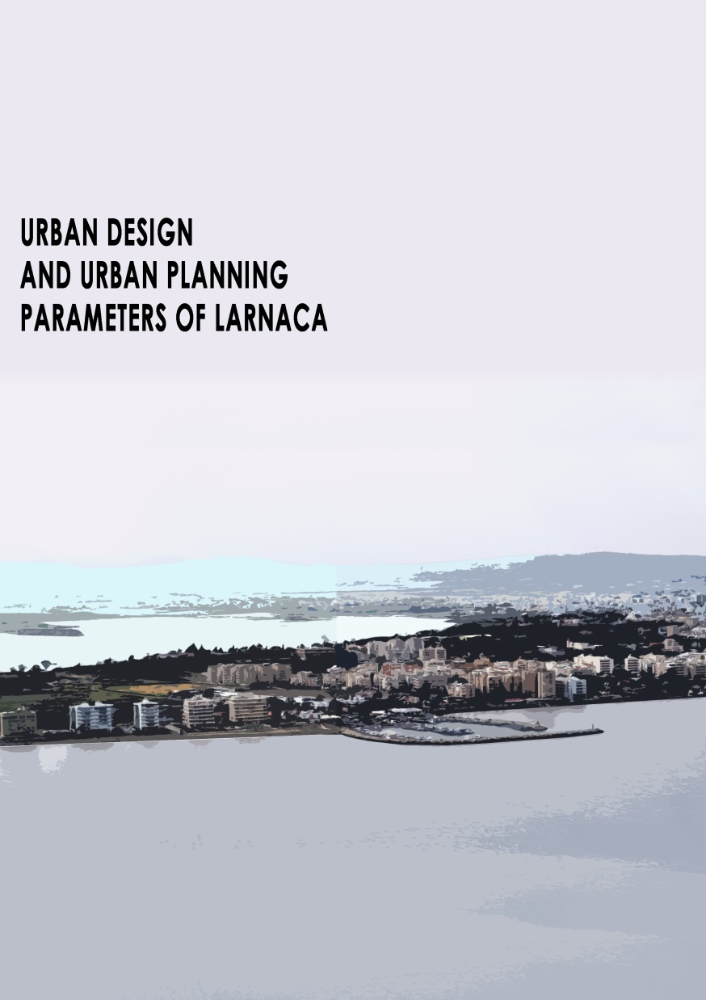 URBAN DESIGN
AND URBAN PLANNING
PARAMETERS OF LARNACA